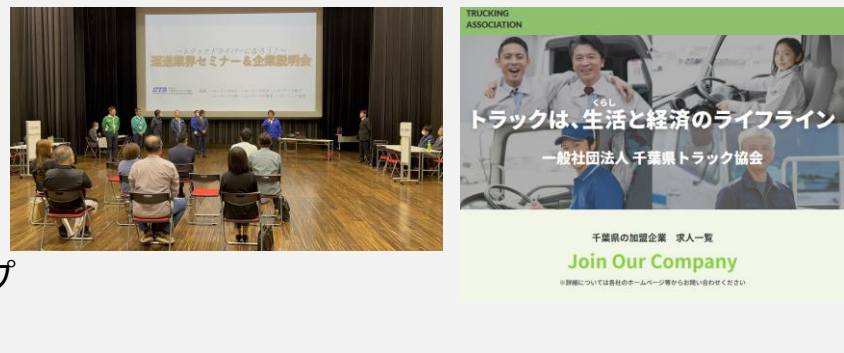 ～トラックドライバーになろう！～
運送業界セミナー＆企業説明会
プ
TRUCKING
ASSOCIATION
トラックは、生活と経済のライフライン
くらし
一般社団法人 千葉県トラック協会
千葉県の加盟企業 求人一覧
Join Our Company
※詳細については各社のホームページ等からお問い合わせください